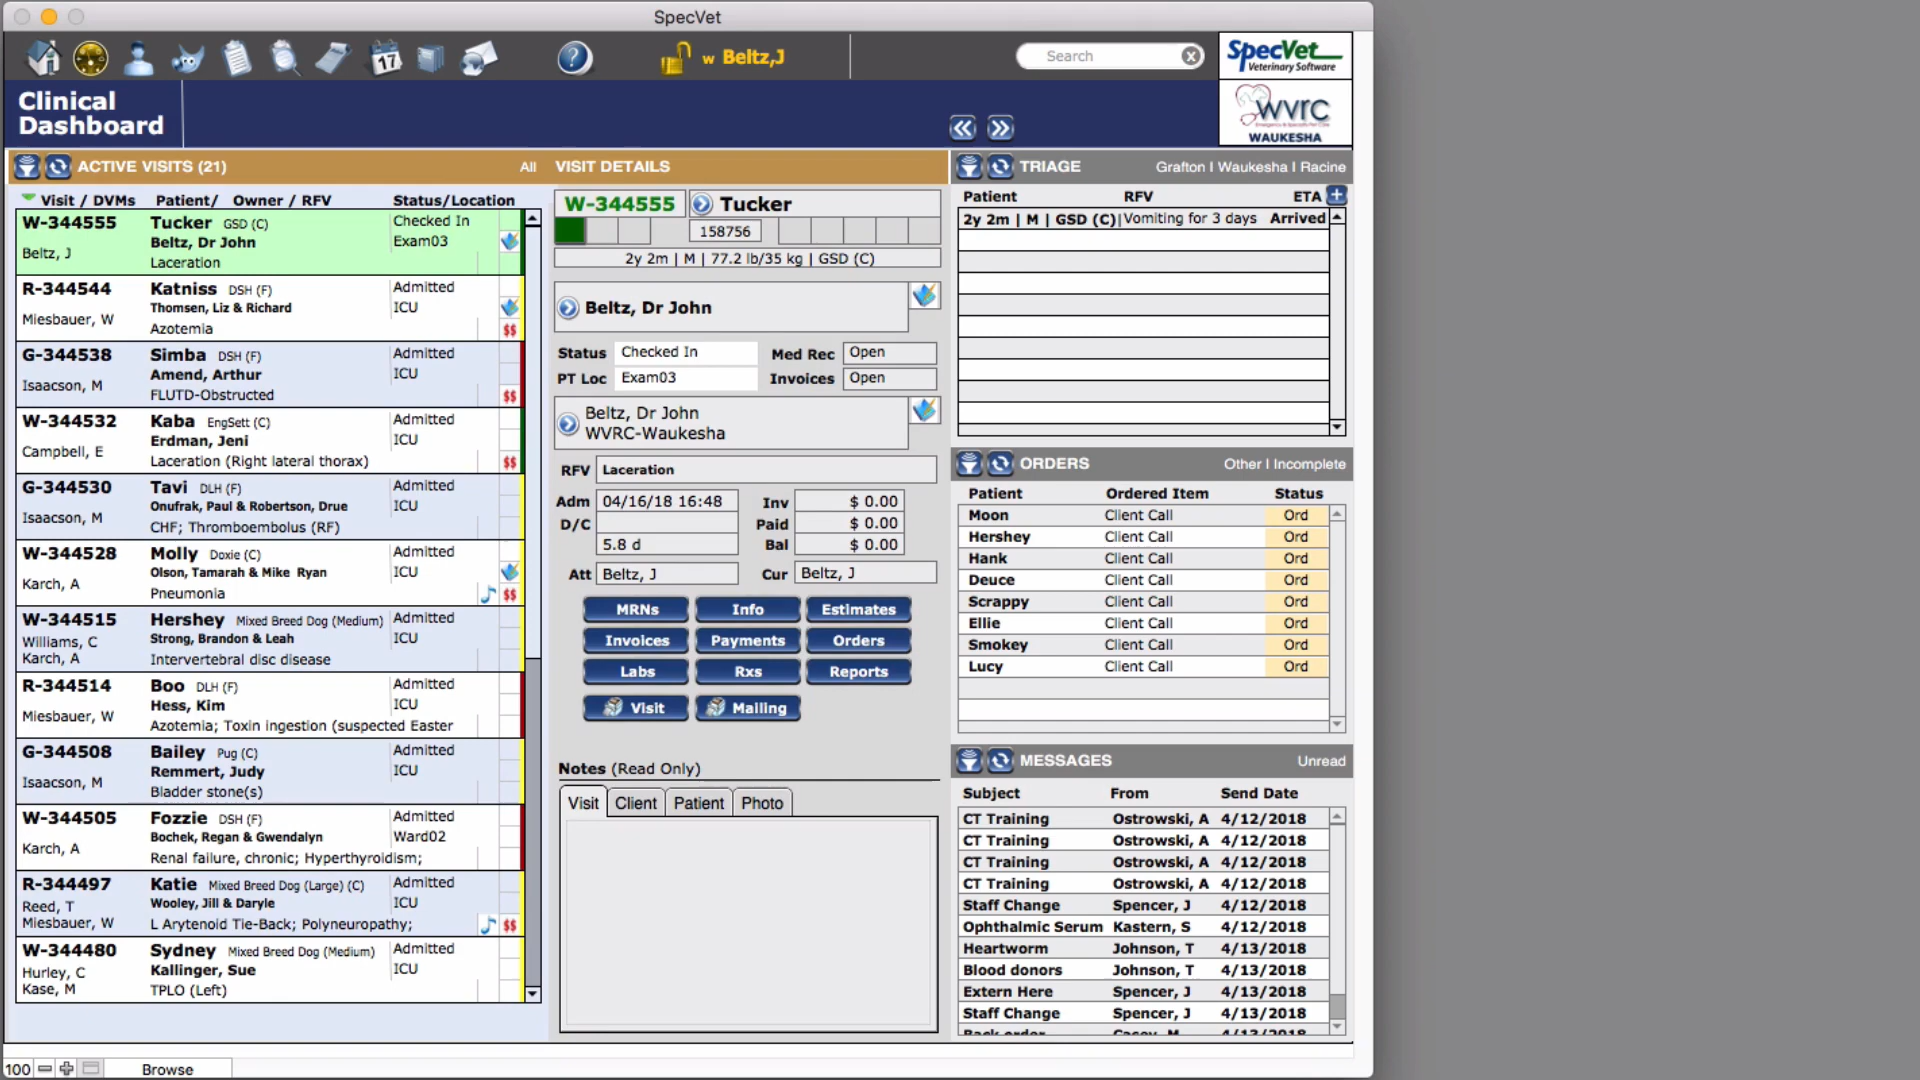 SpecVet
17
?
w Beltz,J
Search
SpecVet
Veterinary Software
Clinical
Dashboard
wvrc
WAUKESHA
ACTIVE VISITS (21)
All
Visit / DVMs Patient/ Owner / RFV Status/Location
W-344555 Tucker GSD (C) Checked In
Beltz, Dr John Exam03
Beltz, J
Laceration
R-344544 Katniss DSH (F) Admitted
Thomsen, Liz & Richard ICU
Miesbauer, W
Azotemia $$
G-344538 Simba DSH (F) Admitted
Amend, Arthur ICU
Isaacson, M
FLUTD-Obstructed $$
W-344532 Kaba EngSett (C) Admitted
Erdman, Jeni ICU
Campbell, E
Laceration (Right lateral thorax) $$
G-344530 Tavi DLH (F) Admitted
Onufrak, Paul & Robertson, Drue ICU
Isaacson, M
CHF; Thromboembolus (RF)
W-344528 Molly Doxie (C) Admitted
Olson, Tamarah & Mike Ryan ICU
Karch, A
Pneumonia $$
W-344515 Hershey Mixed Breed Dog (Medium) Admitted
Williams, C Strong, Brandon & Leah ICU
Karch, A Intervertebral disc disease
R-344514 Boo DLH (F) Admitted
Hess, Kim ICU
Miesbauer, W
Azotemia; Toxin ingestion (suspected Easter
G-344508 Bailey Pug (C) Admitted
Remmert, Judy ICU
Isaacson, M
Bladder stone(s)
W-344505 Fozzie DSH (F) Admitted
Bochek, Regan & Gwendalyn Ward02
Karch, A
Renal failure, chronic; Hyperthyroidism;
R-344497 Katie Mixed Breed Dog (Large) (C) Admitted
Reed, T Wooley, Jill & Daryle ICU
Miesbauer, W L Arytenoid Tie-Back; Polyneuropathy; $$
W-344480 Sydney Mixed Breed Dog (Medium) Admitted
Hurley, C Kallinger, Sue ICU
Kase, M TPLO (Left)
VISIT DETAILS
W-344555 Tucker
158756
2y 2m | M | 77.2 lb/35 kg | GSD (C)
Beltz, Dr John
Status Checked In Med Rec Open
PT Loc Exam03 Invoices Open
Beltz, Dr John
WVRC-Waukesha
RFV Laceration
Adm 04/16/18 16:48 Inv $ 0.00
D/C Paid $ 0.00
5.8 d Bal $ 0.00
Att Beltz, J Cur Beltz, J
MRNs Info Estimates
Invoices Payments Orders
Labs Rxs Reports
Visit Mailing
Notes (Read Only)
Visit Client Patient Photo
TRIAGE
Grafton I Waukesha I Racine
Patient RFV ETA
2y 2m | M | GSD (C)|Vomiting for 3 days Arrived
ORDERS
Other I Incomplete
Patient Ordered Item Status
Moon Client Call Ord
Hershey Client Call Ord
Hank Client Call Ord
Deuce Client Call Ord
Scrappy Client Call Ord
Ellie Client Call Ord
Smokey Client Call Ord
Lucy Client Call Ord
MESSAGES
Unread
Subject From Send Date
CT Training Ostrowski, A 4/12/2018
CT Training Ostrowski, A 4/12/2018
CT Training Ostrowski, A 4/12/2018
CT Training Ostrowski, A 4/12/2018
Staff Change Spencer, J 4/12/2018
Ophthalmic Serum Kastern, S 4/12/2018
Heartworm Johnson, T 4/13/2018
Blood donors Johnson, T 4/13/2018
Extern Here Spencer, J 4/13/2018
Staff Change Spencer, J 4/13/2018
Back order Casey, M 4/13/2018
100
Browse